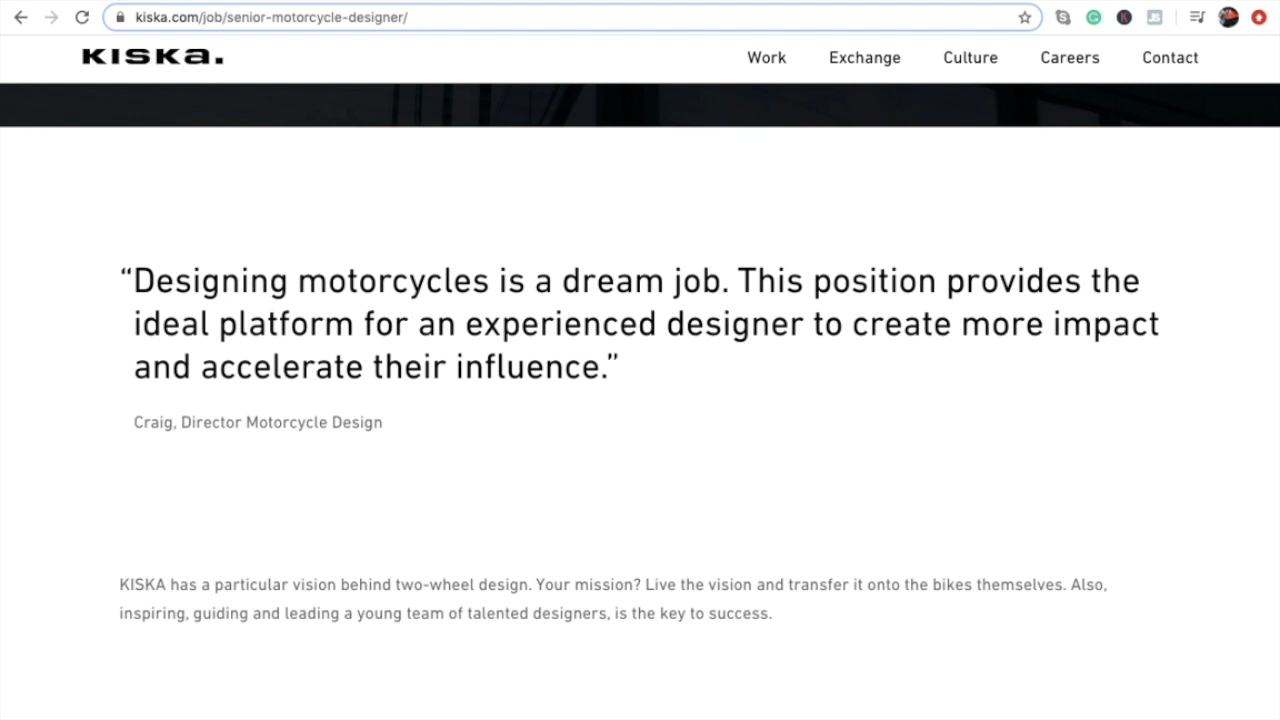 kiska.com/job/senior-motorcycle-designer/
KISKA.
Work Exchange Culture Careers Contact
“Designing motorcycles is a dream job. This position provides the
ideal platform for an experienced designer to create more impact
and accelerate their influence.”
Craig, Director Motorcycle Design
KISKA has a particular vision behind two-wheel design. Your mission? Live the vision and transfer it onto the bikes themselves. Also,
inspiring, guiding and leading a young team of talented designers, is the key to success.